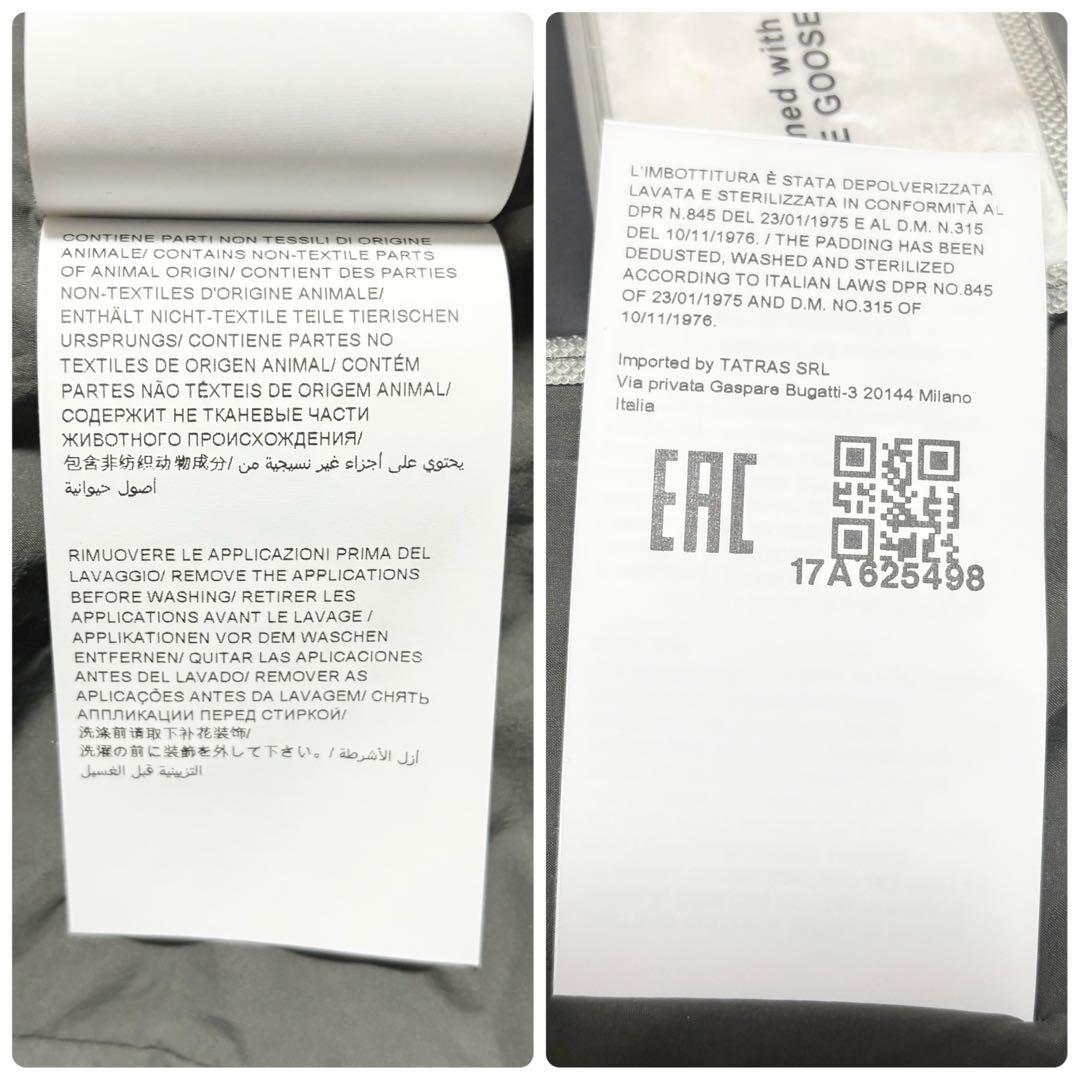 CONTIENE PARTI NON TESSILI DI ORIGINE
ANIMALE/ CONTAINS NON-TEXTILE PARTS
OF ANIMAL ORIGIN/ CONTIENT DES PARTIES
NON-TEXTILES D'ORIGINE ANIMALE/
ENTHÄLT NICHT-TEXTILE TEILE TIERISCHEN
URSPRUNGS/ CONTIENE PARTES NO
TEXTILES DE ORIGEN ANIMAL/ CONTÉM
PARTES NÃO TÊXTEIS DE ORIGEM ANIMAL/
СОДЕРЖИТ НЕ ТКАНЕВЫЕ ЧАСТИ
ЖИВОТНОГО ПРОИСХОЖДЕНИЯ/
包含非纺织动物成分/ يحتوي على أجزاء غير نسيجية من
أصول حيوانية
RIMUOVERE LE APPLICAZIONI PRIMA DEL
LAVAGGIO/ REMOVE THE APPLICATIONS
BEFORE WASHING/ RETIRER LES
APPLICATIONS AVANT LE LAVAGE /
APPLIKATIONEN VOR DEM WASCHEN
ENTFERNEN/ QUITAR LAS APLICACIONES
ANTES DEL LAVADO/ REMOVER AS
APLICAÇÕES ANTES DA LAVAGEM/ СНЯТЬ
АППЛИКАЦИИ ПЕРЕД СТИРКОЙ/
洗涤前请取下补花装饰/
洗濯の前に装飾を外して下さい。/ أزل الأشرطة
التزيينية قبل الغسيل
ned with
E GOOSE
L'IMBOTTITURA È STATA DEPOLVERIZZATA
LAVATA E STERILIZZATA IN CONFORMITÀ AL
DPR N.845 DEL 23/01/1975 E AL D.M. N.315
DEL 10/11/1976. / THE PADDING HAS BEEN
DEDUSTED, WASHED AND STERILIZED
ACCORDING TO ITALIAN LAWS DPR NO.845
OF 23/01/1975 AND D.M. NO.315 OF
10/11/1976.
Imported by TATRAS SRL
Via privata Gaspare Bugatti-3 20144 Milano
Italia
EAC
17A625498